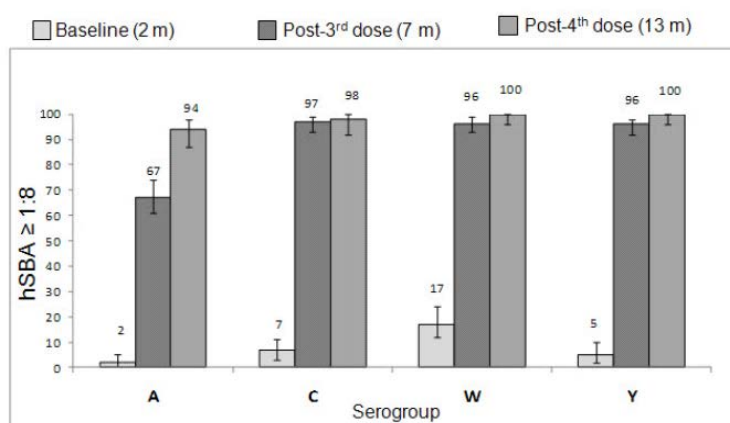 Baseline (2 m) Post-3rd dose (7 m) Post-4th dose (13 m)
hSBA ≥ 1:8
100
90
80
70
60
50
40
30
20
10
0
2 67 94
7 97 98
17 96 100
5 96 100
A C W Y
Serogroup